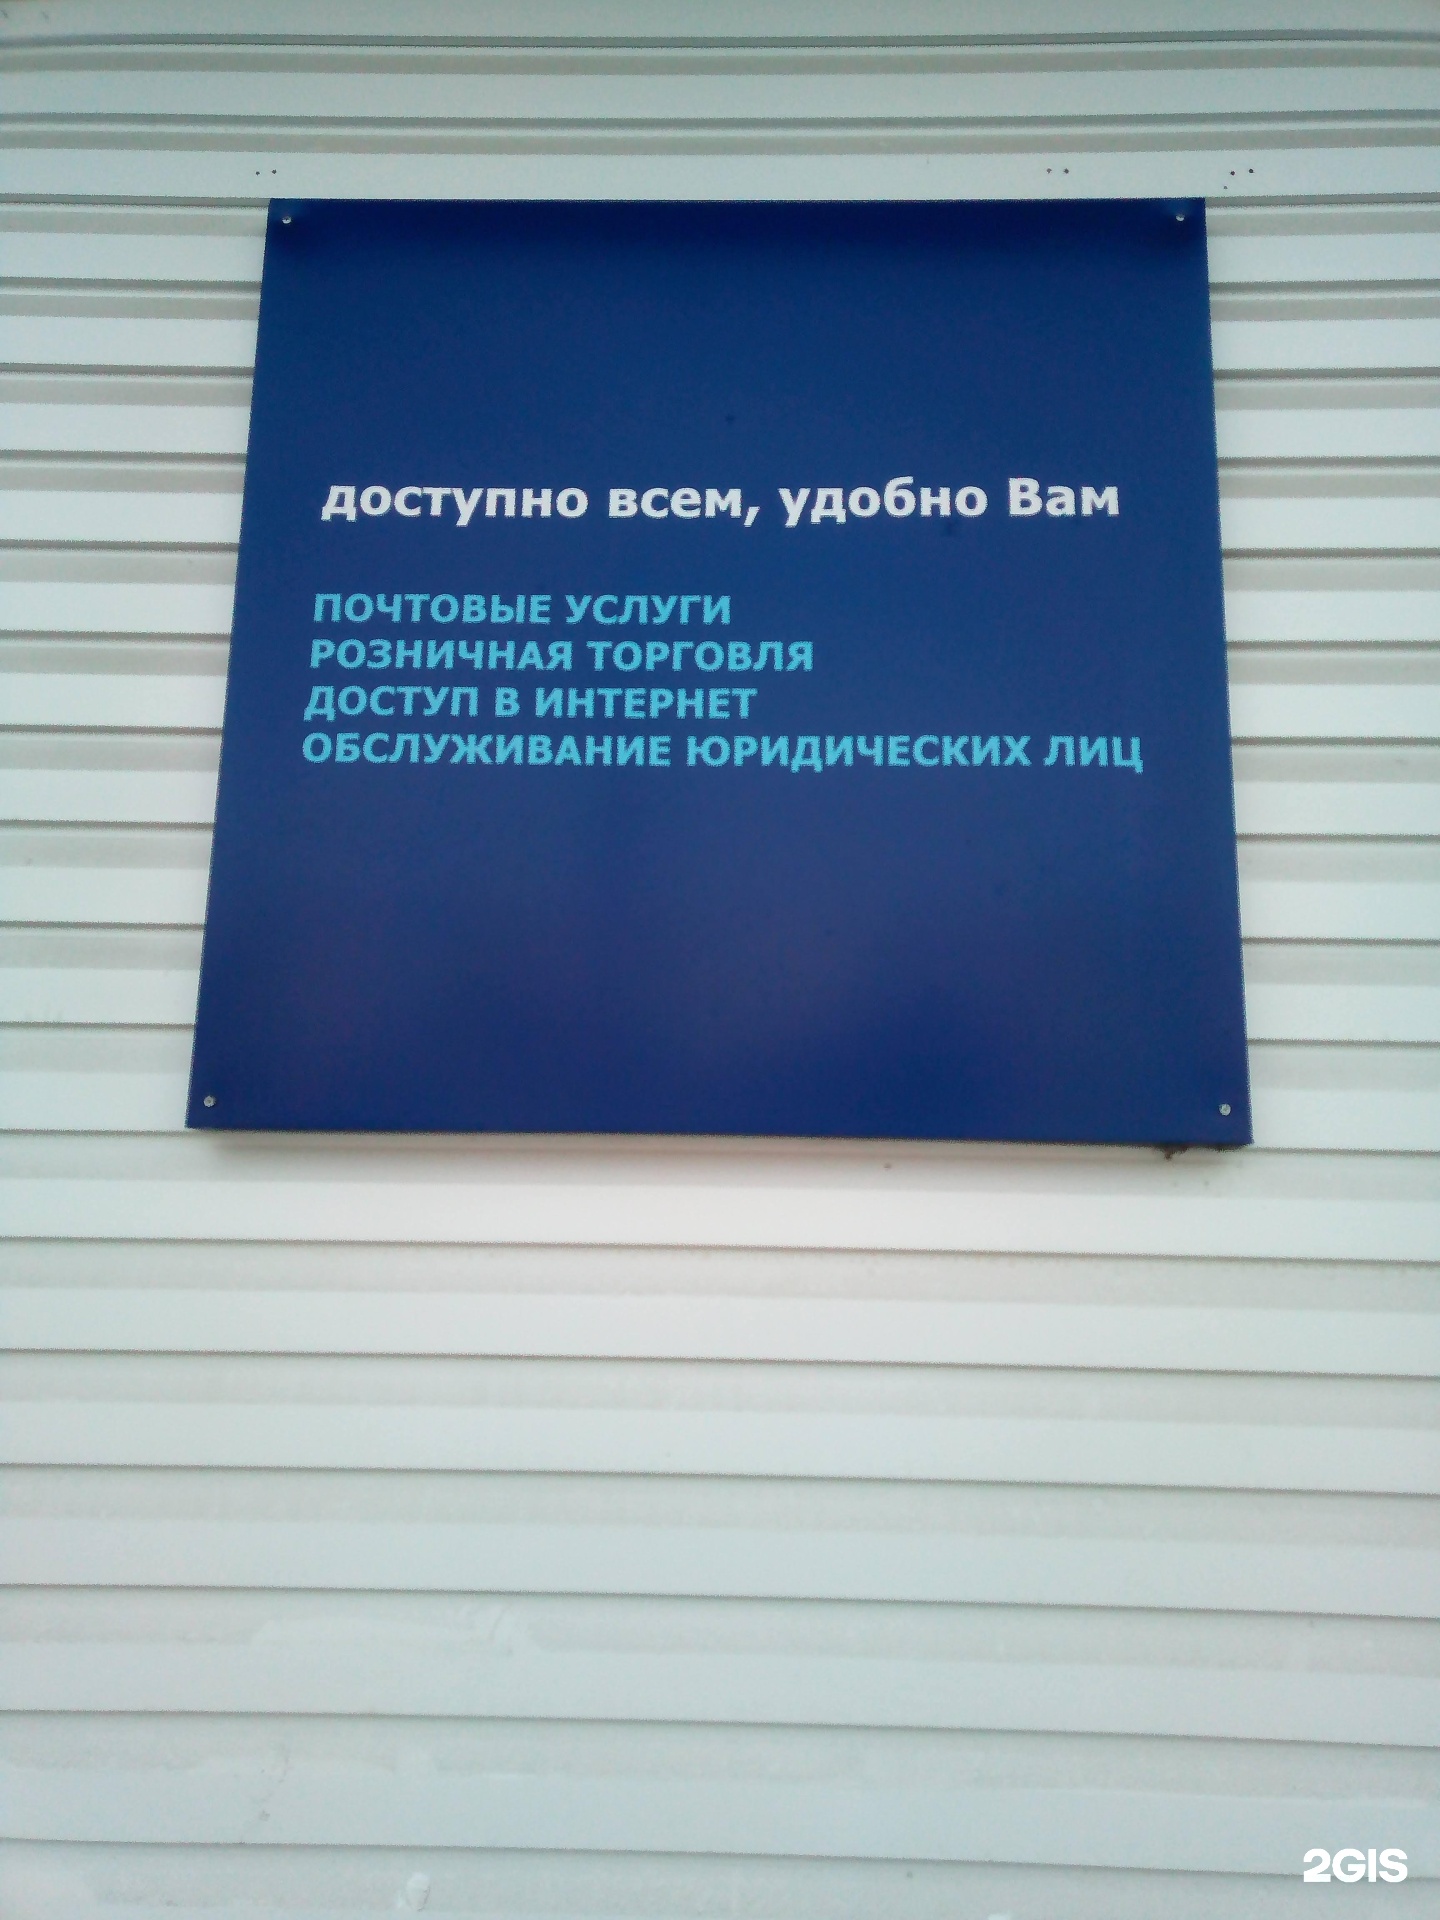 доступно всем, удобно Вам
ПОЧТОВЫЕ УСЛУГИ
РОЗНИЧНАЯ ТОРГОВЛЯ
ДОСТУП В ИНТЕРНЕТ
ОБСЛУЖИВАНИЕ ЮРИДИЧЕСКИХ ЛИЦ
2GIS